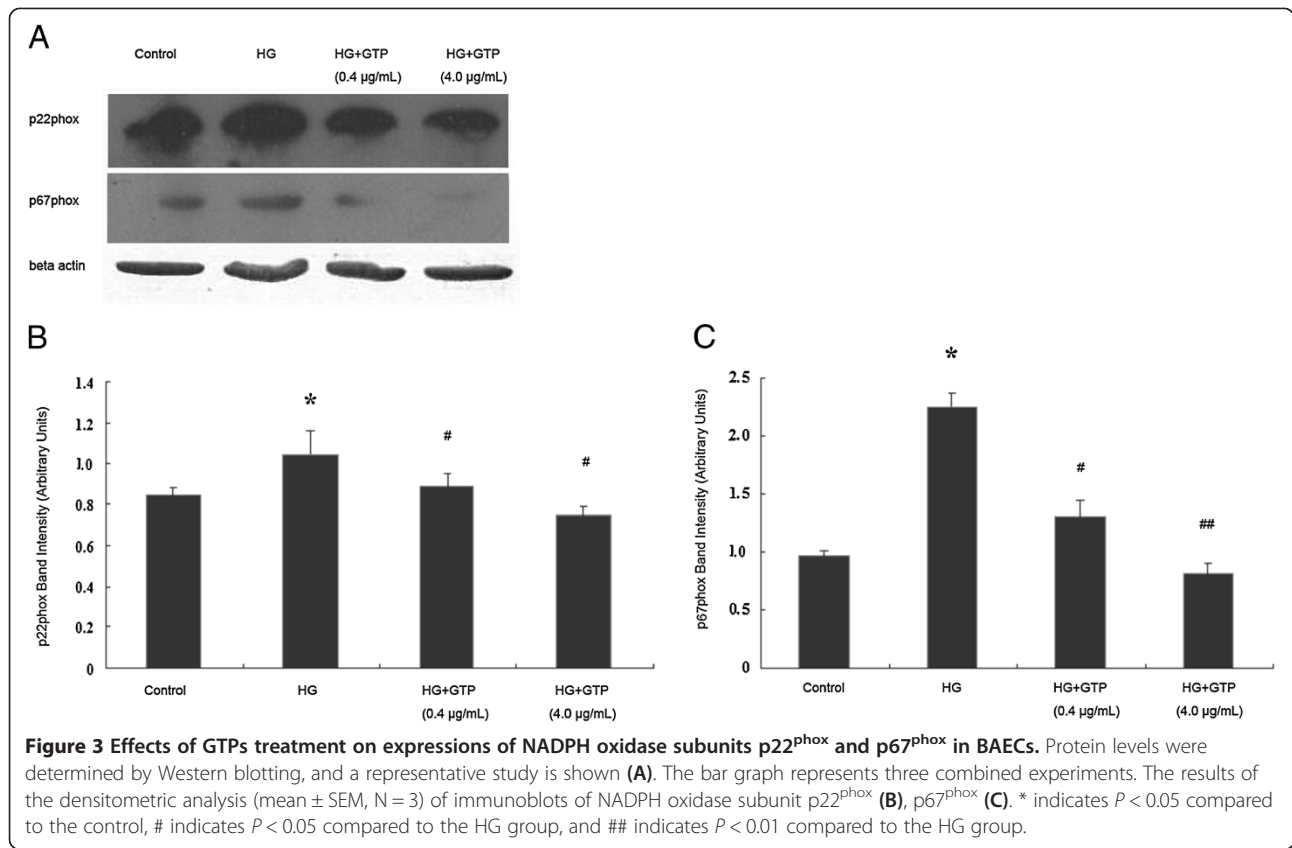 A
Control HG HG+GTP HG+GTP
(0.4 µg/mL) (4.0 µg/mL)
p22phox
p67phox
beta actin
B
p22phox Band Intensity (Arbitrary Units)
1.4
1.2
1.0
0.8
0.6
0.4
0.2
0
*
#
#
Control HG HG+GTP HG+GTP
(0.4 µg/mL) (4.0 µg/mL)
C
p67phox Band Intensity (Arbitrary Units)
2.5
2.0
1.5
1.0
0.5
0
*
#
##
Control HG HG+GTP HG+GTP
(0.4 µg/mL) (4.0 µg/mL)
Figure 3 Effects of GTPs treatment on expressions of NADPH oxidase subunits p22phox and p67phox in BAECs. Protein levels were
determined by Western blotting, and a representative study is shown (A). The bar graph represents three combined experiments. The results of
the densitometric analysis (mean ± SEM, N = 3) of immunoblots of NADPH oxidase subunit p22phox (B), p67phox (C). * indicates P < 0.05 compared
to the control, # indicates P < 0.05 compared to the HG group, and ## indicates P < 0.01 compared to the HG group.